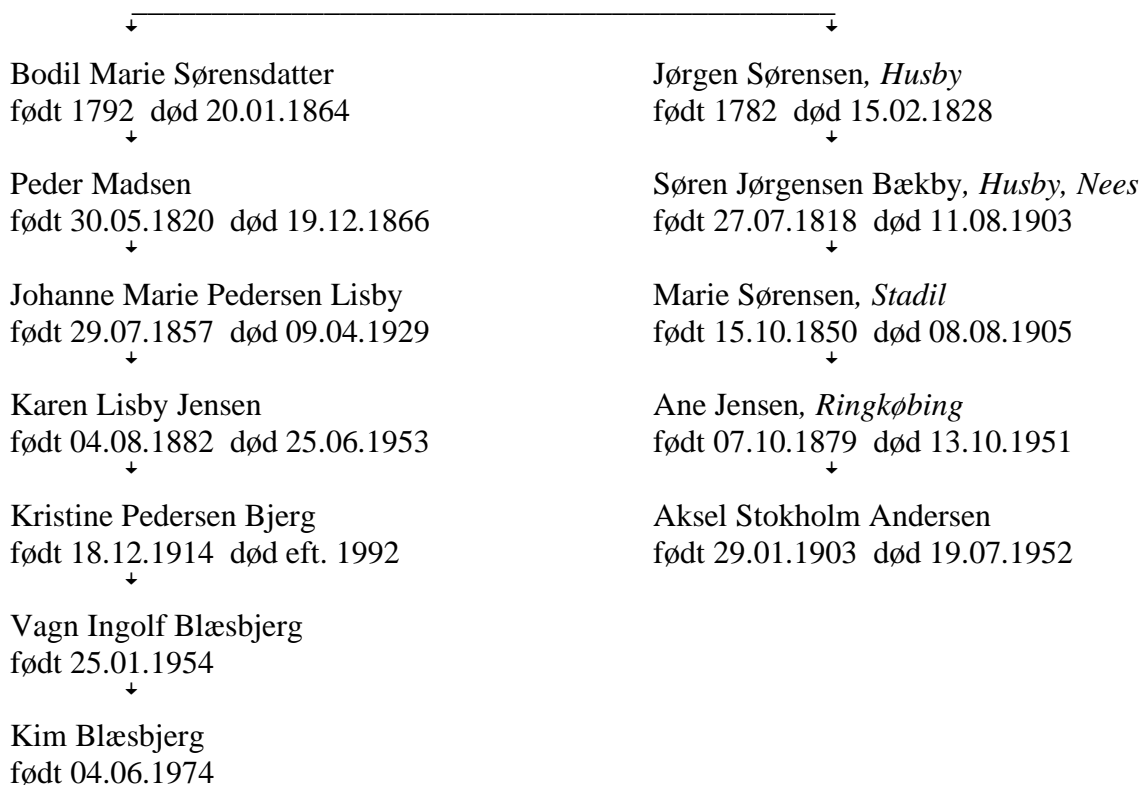 Bodil Marie Sørensdatter
født 1792 død 20.01.1864
Peder Madsen
født 30.05.1820 død 19.12.1866
Johanne Marie Pedersen Lisby
født 29.07.1857 død 09.04.1929
Karen Lisby Jensen
født 04.08.1882 død 25.06.1953
Kristine Pedersen Bjerg
født 18.12.1914 død eft. 1992
Vagn Ingolf Blæsbjerg
født 25.01.1954
Kim Blæsbjerg
født 04.06.1974
Jørgen Sørensen, Husby
født 1782 død 15.02.1828
Søren Jørgensen Bækby, Husby, Nees
født 27.07.1818 død 11.08.1903
Marie Sørensen, Stadil
født 15.10.1850 død 08.08.1905
Ane Jensen, Ringkøbing
født 07.10.1879 død 13.10.1951
Aksel Stokholm Andersen
født 29.01.1903 død 19.07.1952